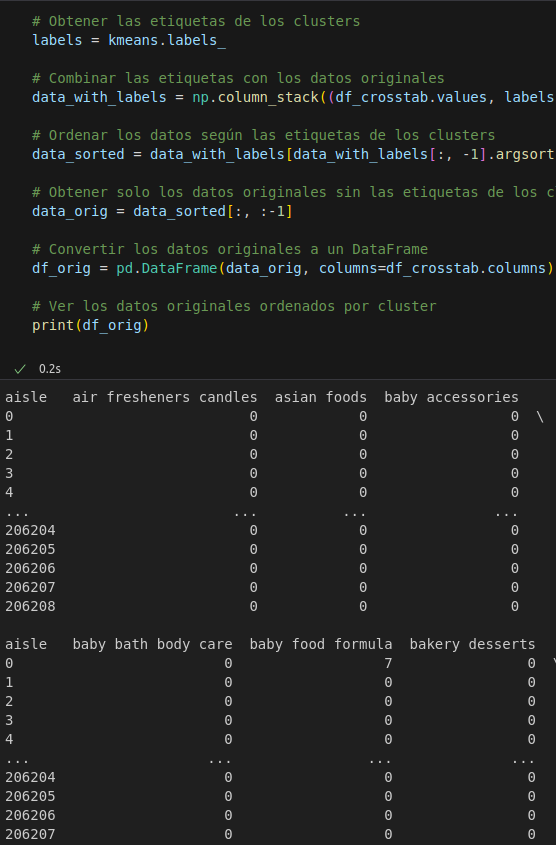 # Obtener las etiquetas de los clusters
labels = kmeans.labels_
# Combinar las etiquetas con los datos originales
data_with_labels = np.column_stack((df_crosstab.values, labels
# Ordenar los datos según las etiquetas de los clusters
data_sorted = data_with_labels[data_with_labels[:, -1].argsort
# Obtener solo los datos originales sin las etiquetas de los c
data_orig = data_sorted[:, :-1]
# Convertir los datos originales a un DataFrame
df_orig = pd.DataFrame(data_orig, columns=df_crosstab.columns)
# Ver los datos originales ordenados por cluster
print(df_orig)
0.2s
aisle air fresheners candles asian foods baby accessories
0 0 0 0 \
1 0 0 0
2 0 0 0
3 0 0 0
4 0 0 0
... ... ... ...
206204 0 0 0
206205 0 0 0
206206 0 0 0
206207 0 0 0
206208 0 0 0
aisle baby bath body care baby food formula bakery desserts
0 0 7 0 \
1 0 0 0
2 0 0 0
3 0 0 0
4 0 0 0
... ... ... ...
206204 0 0 0
206205 0 0 0
206206 0 0 0
206207 0 0 0